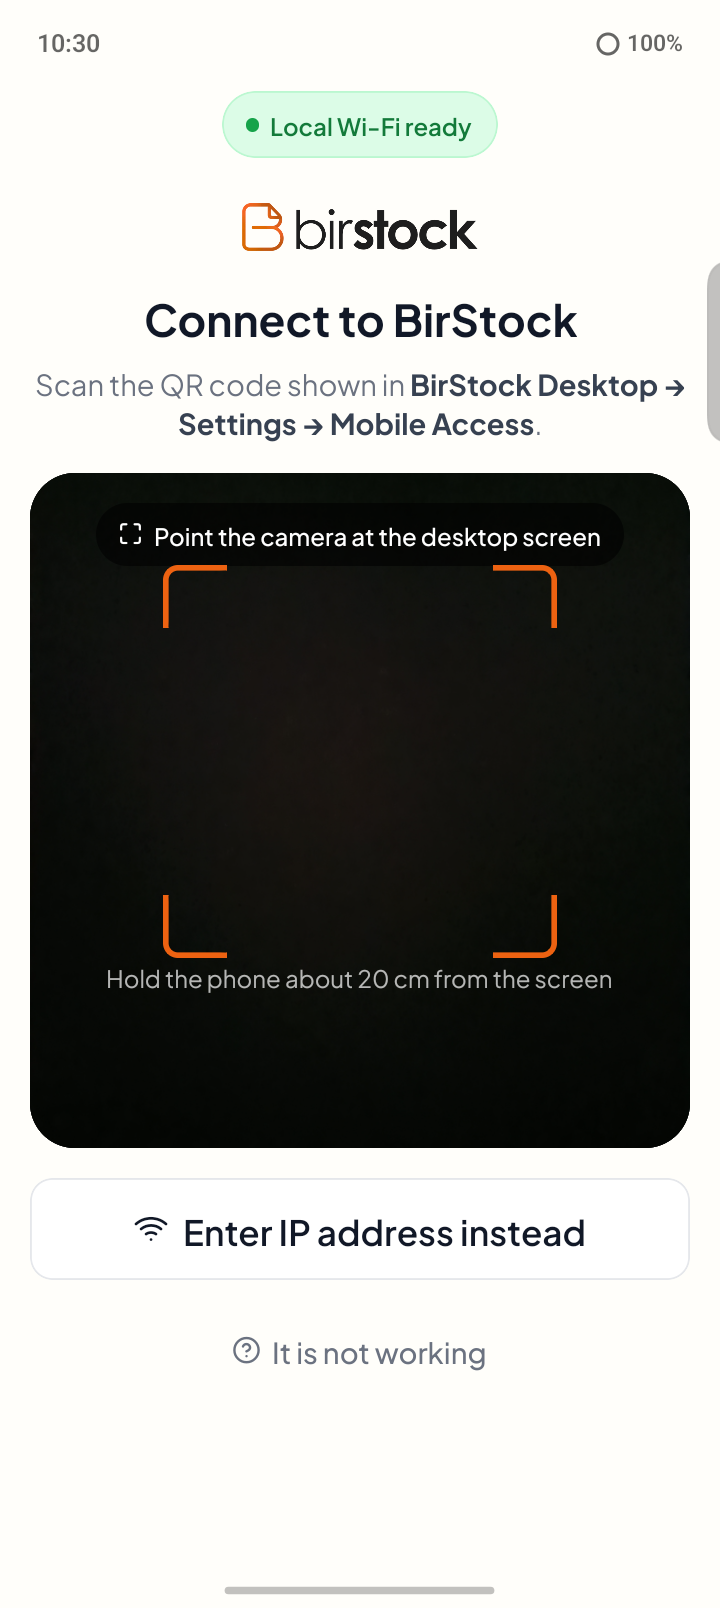 10:30
100%
Local Wi-Fi ready
birstock
Connect to BirStock
Scan the QR code shown in BirStock Desktop →
Settings → Mobile Access.
Point the camera at the desktop screen
Hold the phone about 20 cm from the screen
Enter IP address instead
It is not working